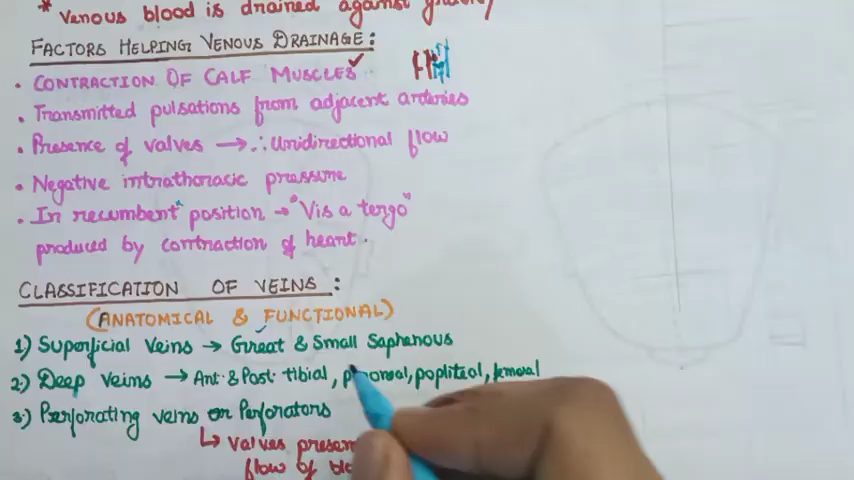 * Venous blood is drained against gravity
FACTORS HELPING VENOUS DRAINAGE:
• CONTRACTION OF CALF MUSCLES
• Transmitted pulsations from adjacent arteries
• Presence of valves → ∴ Unidirectional flow
• Negative intrathoracic pressure
• In recumbent position → "Vis a tergo"
produced by contraction of heart.
CLASSIFICATION OF VEINS:
(ANATOMICAL & FUNCTIONAL)
1) Superficial Veins → Great & Small Saphenous
2) Deep Veins → Ant. & Post. tibial, peroneal, popliteal, femoral
3) Perforating veins or Perforators
↳ Valves
flow of